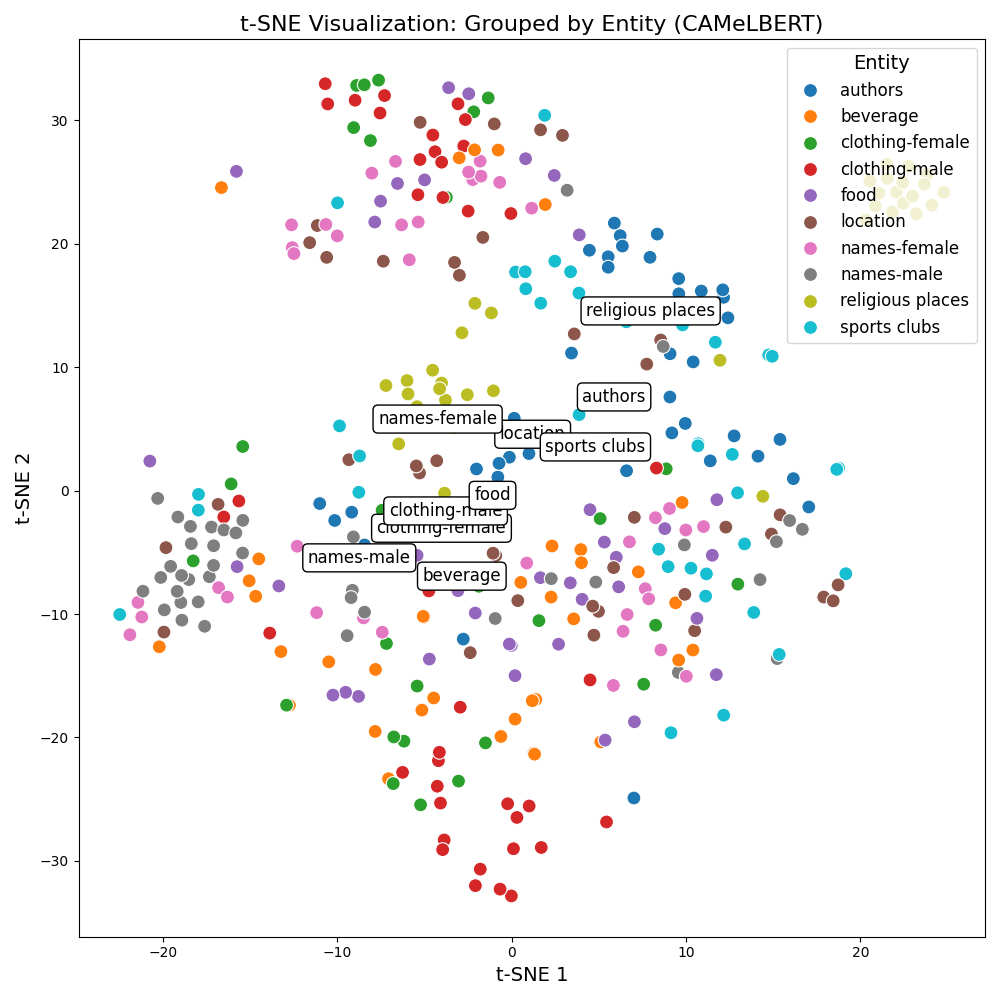 t-SNE Visualization: Grouped by Entity (CAMeLBERT)
Entity
authors
beverage
clothing-female
clothing-male
food
location
names-female
names-male
religious places
sports clubs
30
20
10
0
−10
−20
−30
t-SNE 2
religious places
authors
names-female
location
sports clubs
food
clothing-male
clothing-female
names-male
beverage
−20
−10
0
10
20
t-SNE 1